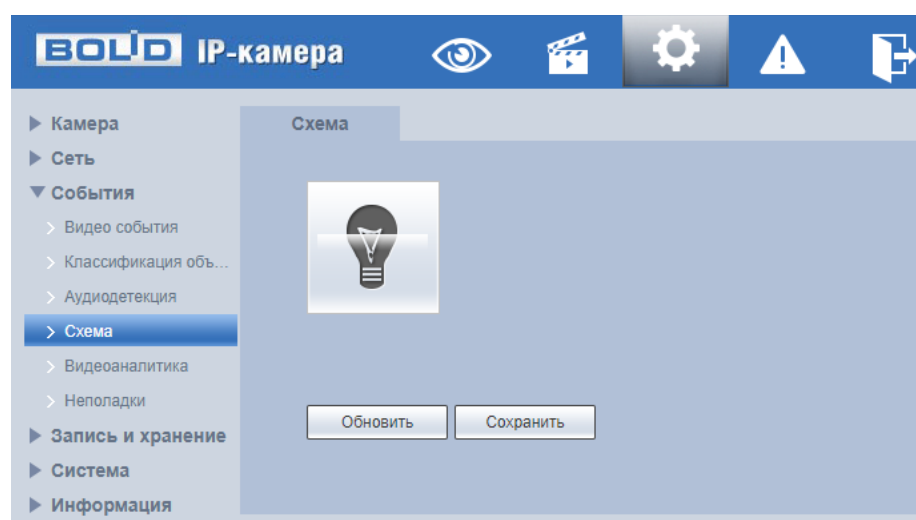 BOLID IP-камера
Камера
Схема
Сеть
События
Видео события
Классификация объ...
Аудиодетекция
Схема
Видеоаналитика
Неполадки
Обновить
Сохранить
Запись и хранение
Система
Информация